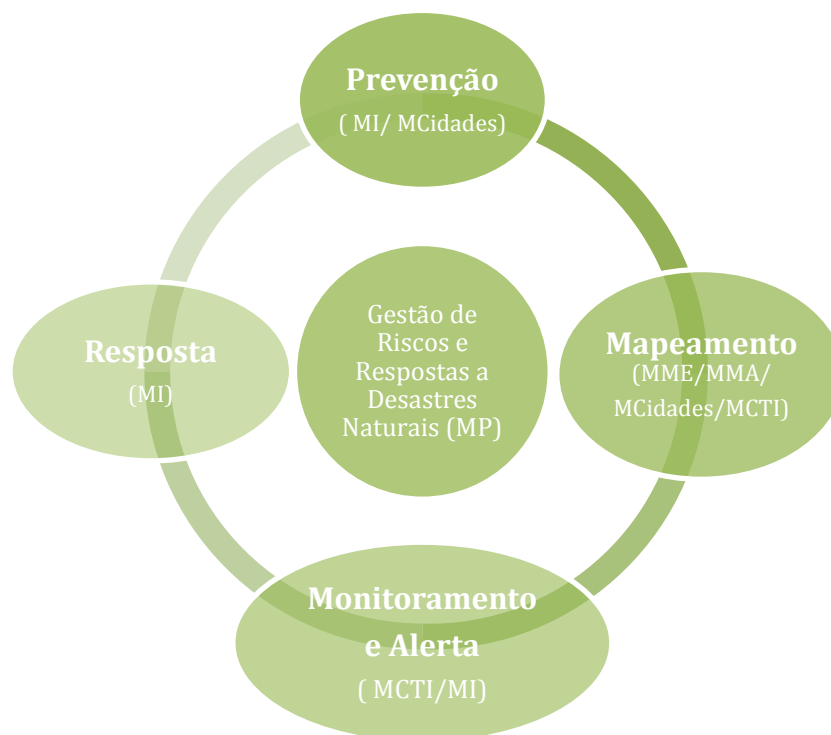 Prevenção
( MI/ MCidades)
Gestão de
Riscos e
Respostas a
Desastres
Naturais (MP)
Resposta
(MI)
Mapeamento
(MME/MMA/
MCidades/MCTI)
Monitoramento
e Alerta
( MCTI/MI)